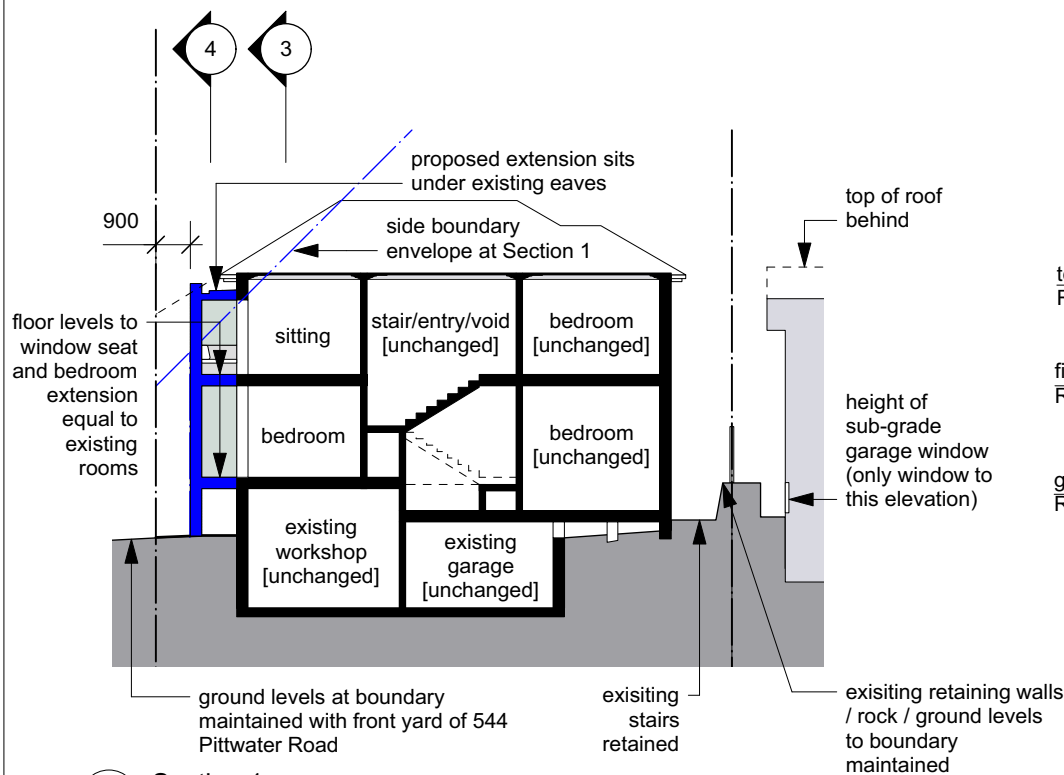 4
3
proposed extension sits
under existing eaves
900
side boundary
envelope at Section 1
top of roof
behind
floor levels to
window seat
and bedroom
extension
equal to
existing
rooms
sitting
stair/entry/void
[unchanged]
bedroom
[unchanged]
bedroom
bedroom
[unchanged]
height of
sub-grade
garage window
(only window to
this elevation)
existing
workshop
[unchanged]
existing
garage
[unchanged]
ground levels at boundary
maintained with front yard of 544
Pittwater Road
exisiting
stairs
retained
exisiting retaining walls
/ rock / ground levels
to boundary
maintained